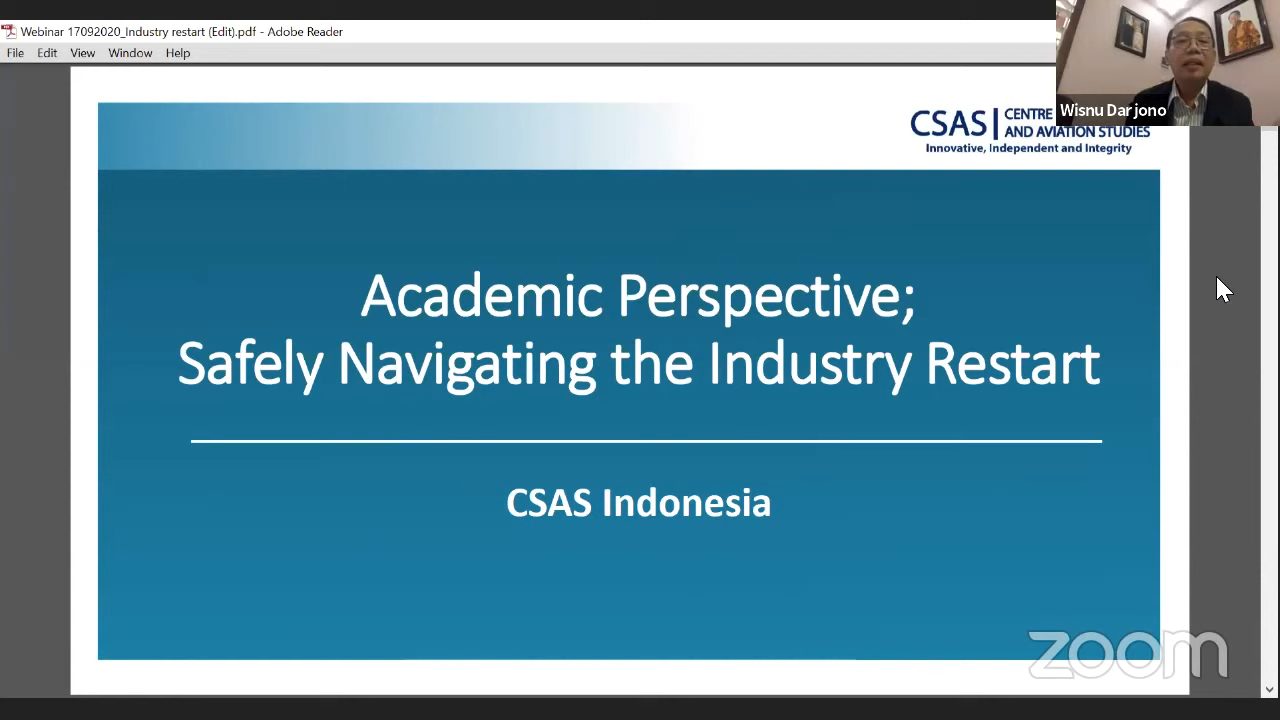 Webinar 17092020_Industry restart (Edit).pdf - Adobe Reader
File Edit View Window Help
Wisnu Darjono
CSAS CENTRE
AND AVIATION STUDIES
Innovative, Independent and Integrity
Academic Perspective;
Safely Navigating the Industry Restart
CSAS Indonesia
zoom